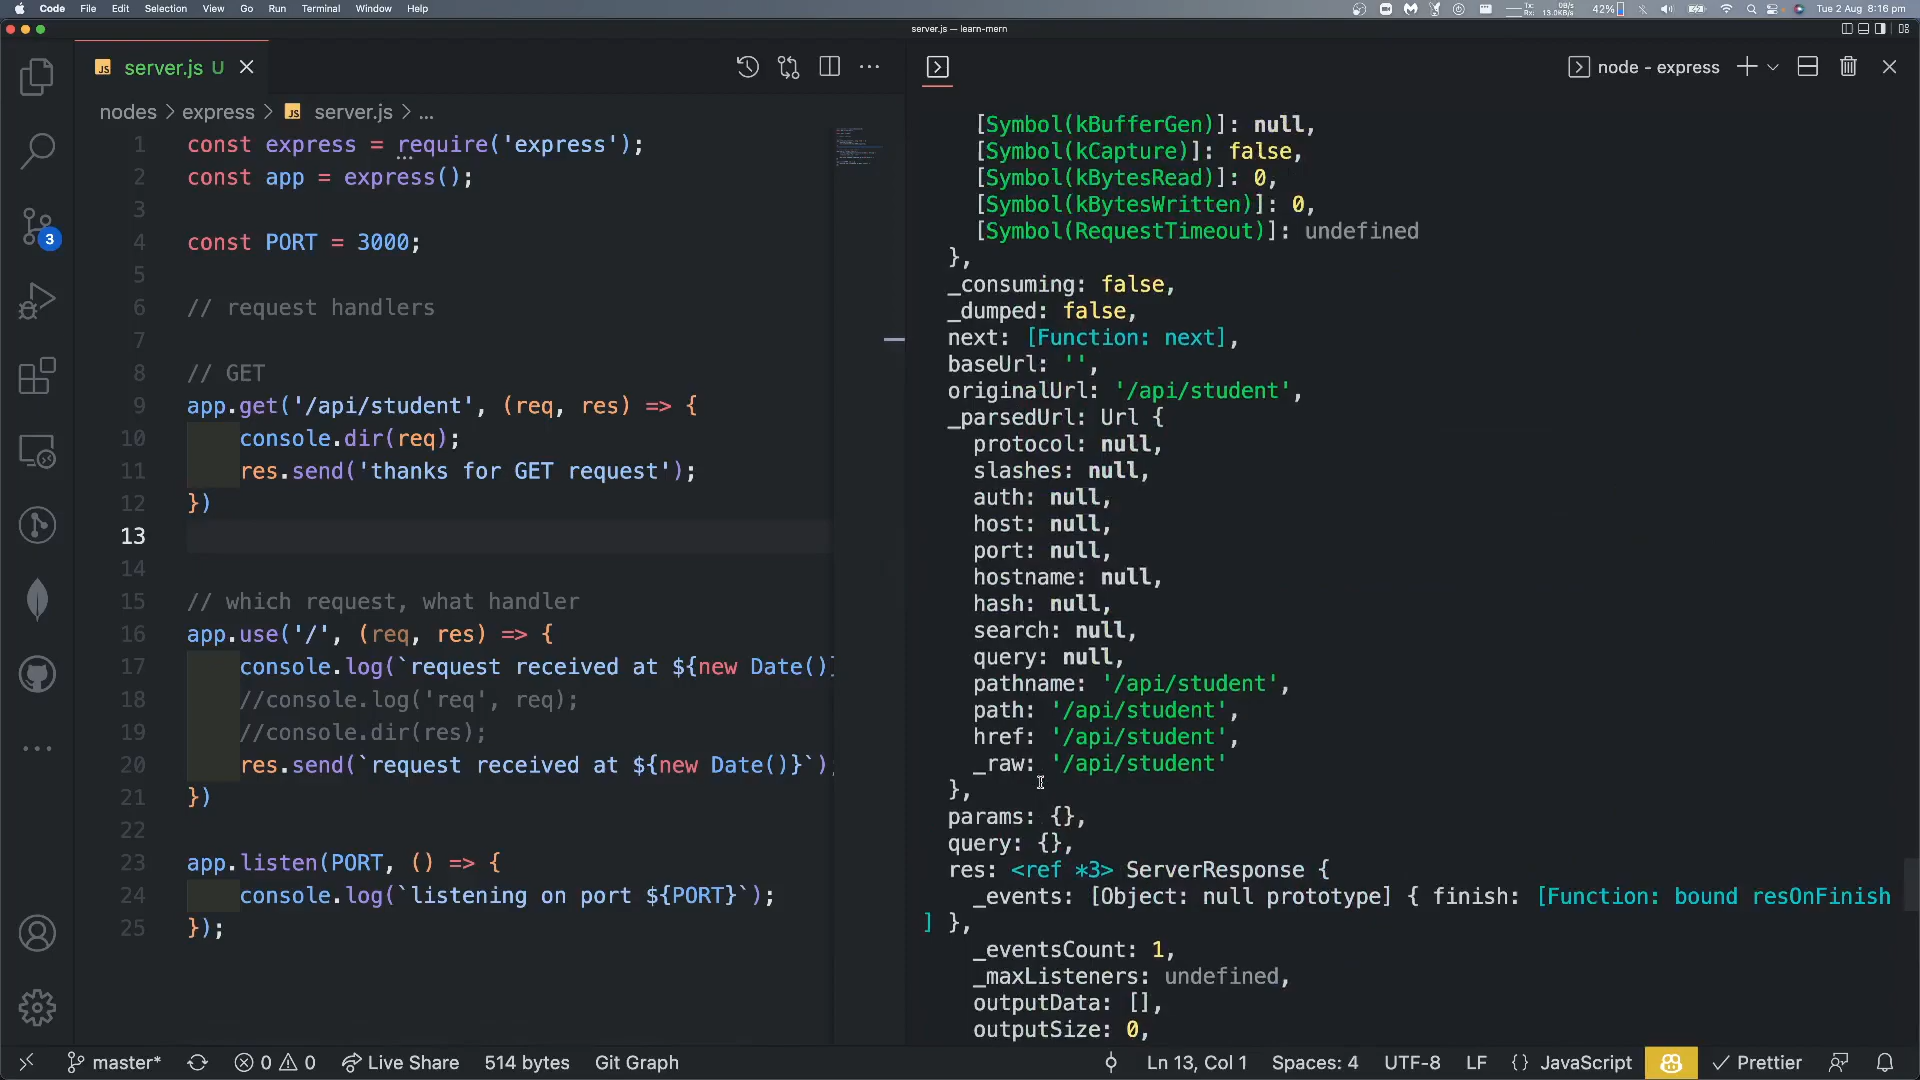 Code File Edit Selection View Go Run Terminal Window Help
Tx: 0B/s
Rx: 13.0KB/s
42%
Tue 2 Aug 8:16 pm
server.js — learn-mern
JS server.js U
node - express
nodes > express > JS server.js > ...
1 const express = require('express');
2 const app = express();
3
4 const PORT = 3000;
5
6 // request handlers
7
8 // GET
9 app.get('/api/student', (req, res) => {
10 console.dir(req);
11 res.send('thanks for GET request');
12 })
13
14
15 // which request, what handler
16 app.use('/', (req, res) => {
17 console.log(`request received at ${new Date()}
18 //console.log('req', req);
19 //console.dir(res);
20 res.send(`request received at ${new Date()}`);
21 })
22
23 app.listen(PORT, () => {
24 console.log(`listening on port ${PORT}`);
25 });
[Symbol(kBufferGen)]: null,
[Symbol(kCapture)]: false,
[Symbol(kBytesRead)]: 0,
[Symbol(kBytesWritten)]: 0,
[Symbol(RequestTimeout)]: undefined
},
_consuming: false,
_dumped: false,
next: [Function: next],
baseUrl: '',
originalUrl: '/api/student',
_parsedUrl: Url {
protocol: null,
slashes: null,
auth: null,
host: null,
port: null,
hostname: null,
hash: null,
search: null,
query: null,
pathname: '/api/student',
path: '/api/student',
href: '/api/student',
_raw: '/api/student'
},
params: {},
query: {},
res: <ref *3> ServerResponse {
_events: [Object: null prototype] { finish: [Function: bound resOnFinish
] },
_eventsCount: 1,
_maxListeners: undefined,
outputData: [],
outputSize: 0,
3
master* 0 0 Live Share 514 bytes Git Graph
Ln 13, Col 1 Spaces: 4 UTF-8 LF {} JavaScript Prettier